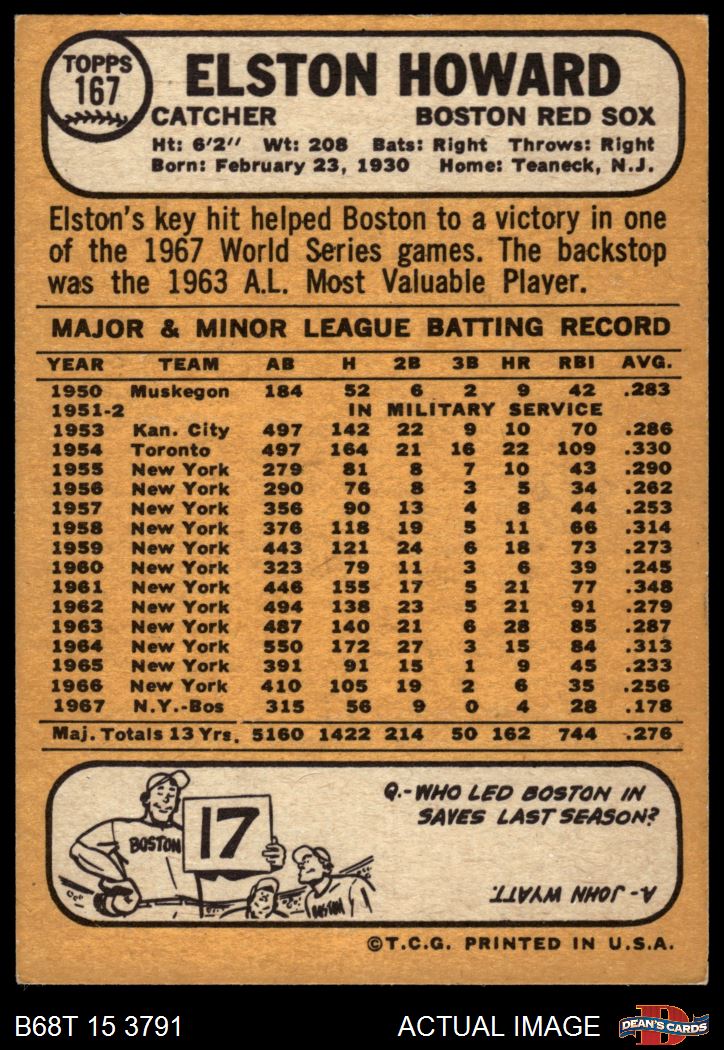 TOPPS
167
ELSTON HOWARD
CATCHER BOSTON RED SOX
Ht: 6'2" Wt: 208 Bats: Right Throws: Right
Born: February 23, 1930 Home: Teaneck, N.J.
Elston's key hit helped Boston to a victory in one
of the 1967 World Series games. The backstop
was the 1963 A.L. Most Valuable Player.
MAJOR & MINOR LEAGUE BATTING RECORD
YEAR TEAM AB H 2B 3B HR RBI AVG.
1950 Muskegon 184 52 6 2 9 42 .283
1951-2 IN MILITARY SERVICE
1953 Kan. City 497 142 22 9 10 70 .286
1954 Toronto 497 164 21 16 22 109 .330
1955 New York 279 81 8 7 10 43 .290
1956 New York 290 76 8 3 5 34 .262
1957 New York 356 90 13 4 8 44 .253
1958 New York 376 118 19 5 11 66 .314
1959 New York 443 121 24 6 18 73 .273
1960 New York 323 79 11 3 6 39 .245
1961 New York 446 155 17 5 21 77 .348
1962 New York 494 138 23 5 21 91 .279
1963 New York 487 140 21 6 28 85 .287
1964 New York 550 172 27 3 15 84 .313
1965 New York 391 91 15 1 9 45 .233
1966 New York 410 105 19 2 6 35 .256
1967 N.Y.-Bos 315 56 9 0 4 28 .178
Maj. Totals 13 Yrs. 5160 1422 214 50 162 744 .276
Q.-WHO LED BOSTON IN
SAVES LAST SEASON?
BOSTON
17
BOSTON
A- JOHN WYATT.
©T.C.G. PRINTED IN U.S.A.
B68T 15 3791 ACTUAL IMAGE
DEAN'S CARDS